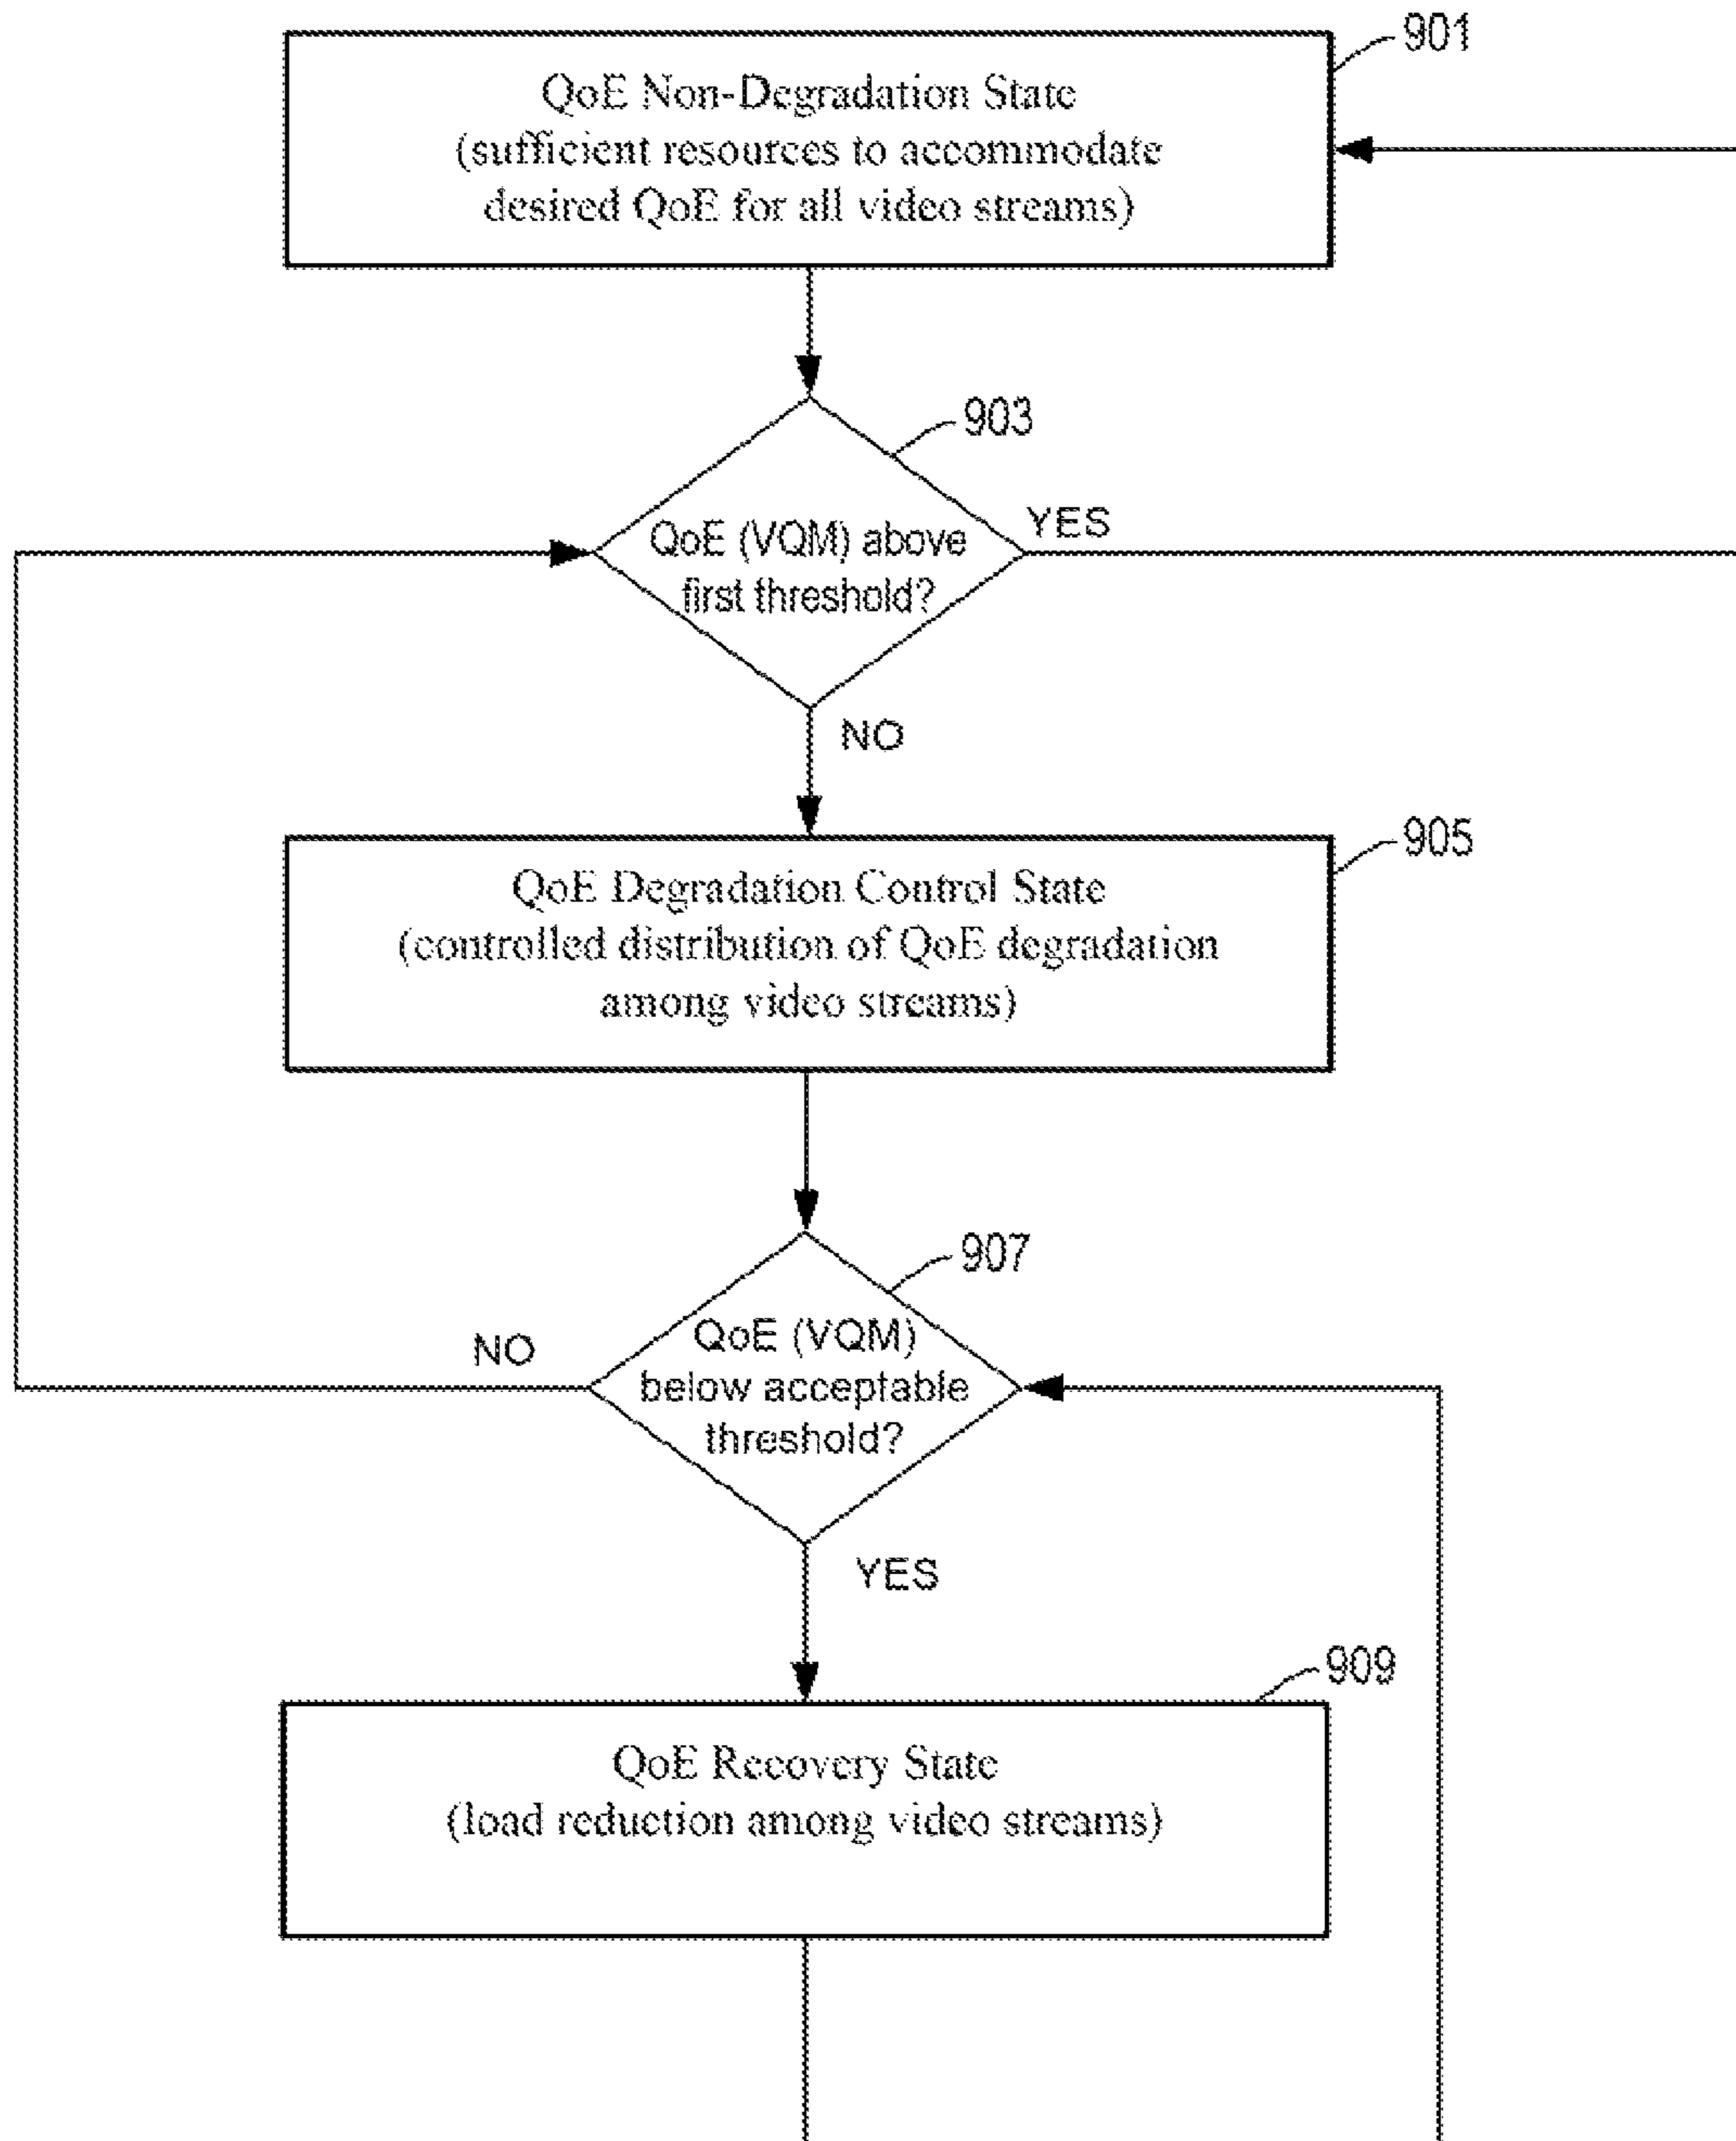 901
QoE Non-Degradation State
(sufficient resources to accommodate
desired QoE for all video streams)
903
QoE (VQM) above
first threshold?
YES
NO
905
QoE Degradation Control State
(controlled distribution of QoE degradation
among video streams)
907
QoE (VQM)
below acceptable
threshold?
NO
YES
909
QoE Recovery State
(load reduction among video streams)